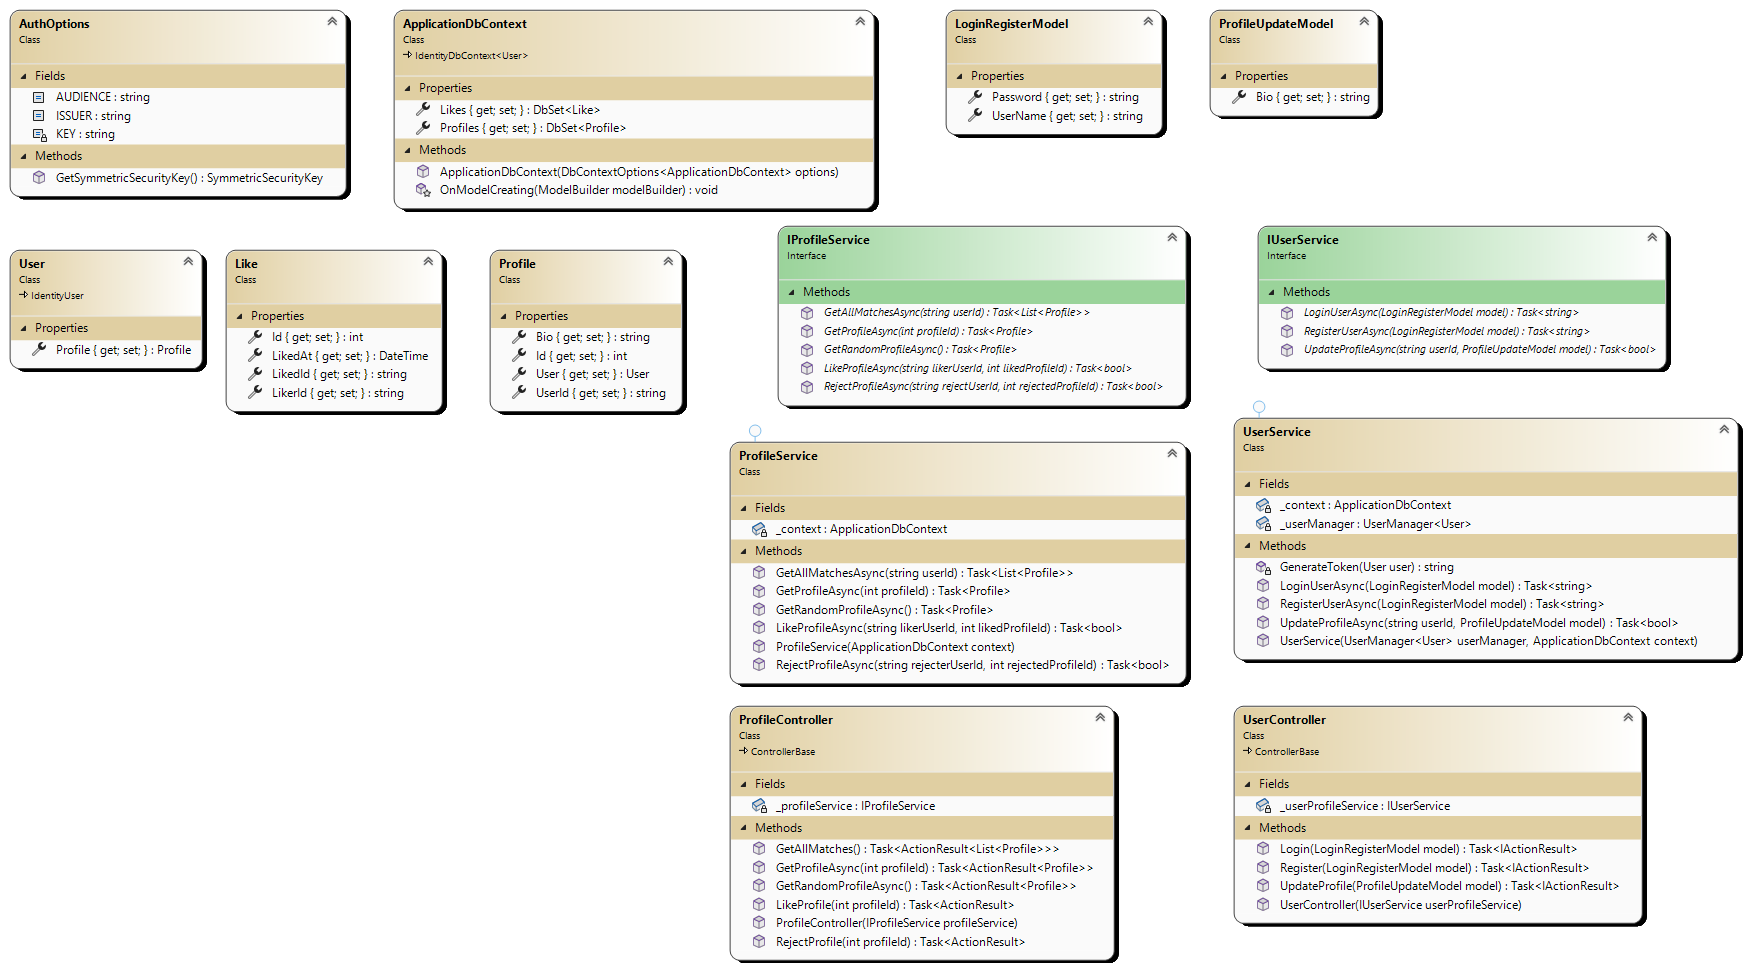 AuthOptions
Class
Fields
AUDIENCE : string
ISSUER : string
KEY : string
Methods
GetSymmetricSecurityKey() : SymmetricSecurityKey
ApplicationDbContext
Class
IdentityDbContext<User>
Properties
Likes { get; set; } : DbSet<Like>
Profiles { get; set; } : DbSet<Profile>
Methods
ApplicationDbContext(DbContextOptions<ApplicationDbContext> options)
OnModelCreating(ModelBuilder modelBuilder) : void
LoginRegisterModel
Class
Properties
Password { get; set; } : string
UserName { get; set; } : string
ProfileUpdateModel
Class
Properties
Bio { get; set; } : string
User
Class
IdentityUser
Properties
Profile { get; set; } : Profile
Like
Class
Properties
Id { get; set; } : int
LikedAt { get; set; } : DateTime
LikedId { get; set; } : string
LikerId { get; set; } : string
Profile
Class
Properties
Bio { get; set; } : string
Id { get; set; } : int
User { get; set; } : User
UserId { get; set; } : string
IProfileService
Interface
Methods
GetAllMatchesAsync(string userId) : Task<List<Profile>>
GetProfileAsync(int profileId) : Task<Profile>
GetRandomProfileAsync() : Task<Profile>
LikeProfileAsync(string likerUserId, int likedProfileId) : Task<bool>
RejectProfileAsync(string rejectUserId, int rejectedProfileId) : Task<bool>
IUserService
Interface
Methods
LoginUserAsync(LoginRegisterModel model) : Task<string>
RegisterUserAsync(LoginRegisterModel model) : Task<string>
UpdateProfileAsync(string userId, ProfileUpdateModel model) : Task<bool>
ProfileService
Class
Fields
_context : ApplicationDbContext
Methods
GetAllMatchesAsync(string userId) : Task<List<Profile>>
GetProfileAsync(int profileId) : Task<Profile>
GetRandomProfileAsync() : Task<Profile>
LikeProfileAsync(string likerUserId, int likedProfileId) : Task<bool>
ProfileService(ApplicationDbContext context)
RejectProfileAsync(string rejecterUserId, int rejectedProfileId) : Task<bool>
UserService
Class
Fields
_context : ApplicationDbContext
_userManager : UserManager<User>
Methods
GenerateToken(User user) : string
LoginUserAsync(LoginRegisterModel model) : Task<string>
RegisterUserAsync(LoginRegisterModel model) : Task<string>
UpdateProfileAsync(string userId, ProfileUpdateModel model) : Task<bool>
UserService(UserManager<User> userManager, ApplicationDbContext context)
ProfileController
Class
ControllerBase
Fields
_profileService : IProfileService
Methods
GetAllMatches() : Task<ActionResult<List<Profile>>>
GetProfileAsync(int profileId) : Task<ActionResult<Profile>>
GetRandomProfileAsync() : Task<ActionResult<Profile>>
LikeProfile(int profileId) : Task<ActionResult>
ProfileController(IProfileService profileService)
RejectProfile(int profileId) : Task<ActionResult>
UserController
Class
ControllerBase
Fields
_userProfileService : IUserService
Methods
Login(LoginRegisterModel model) : Task<IActionResult>
Register(LoginRegisterModel model) : Task<IActionResult>
UpdateProfile(ProfileUpdateModel model) : Task<IActionResult>
UserController(IUserService userProfileService)